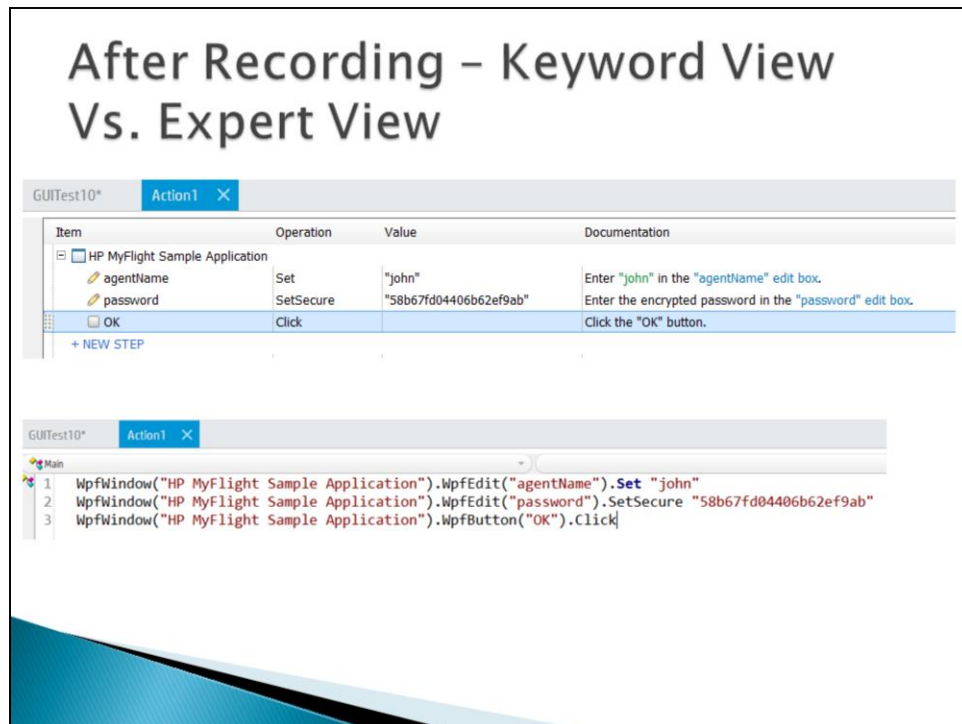 After Recording – Keyword View
Vs. Expert View
GUITest10* Action1 ×
Item Operation Value Documentation
HP MyFlight Sample Application
agentName Set "john" Enter "john" in the "agentName" edit box.
password SetSecure "58b67fd04406b62ef9ab" Enter the encrypted password in the "password" edit box.
OK Click Click the "OK" button.
+ NEW STEP
GUITest10* Action1 ×
Main
1 WpfWindow("HP MyFlight Sample Application").WpfEdit("agentName").Set "john"
2 WpfWindow("HP MyFlight Sample Application").WpfEdit("password").SetSecure "58b67fd04406b62ef9ab"
3 WpfWindow("HP MyFlight Sample Application").WpfButton("OK").Click